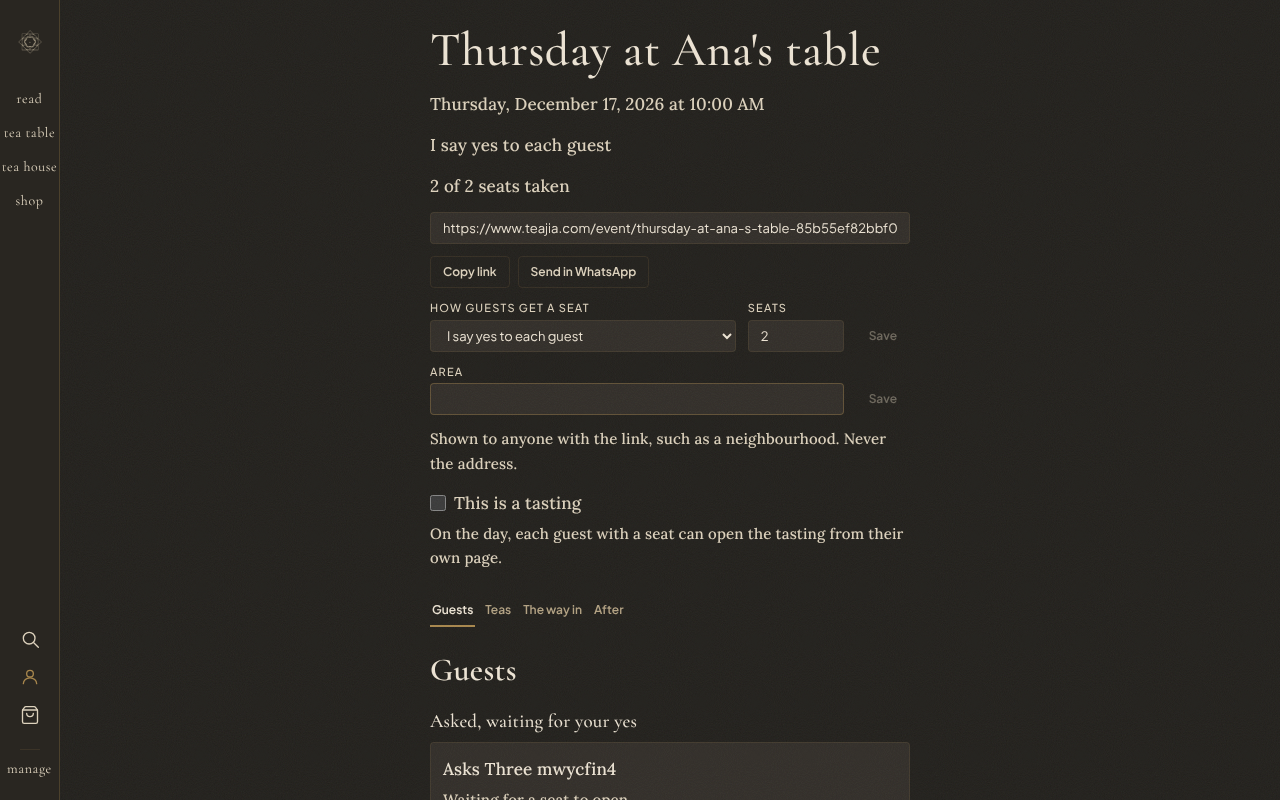 read
tea table
tea house
shop
manage
Thursday at Ana's table
Thursday, December 17, 2026 at 10:00 AM
I say yes to each guest
2 of 2 seats taken
https://www.teajia.com/event/thursday-at-ana-s-table-85b55ef82bbf0
Copy link
Send in WhatsApp
HOW GUESTS GET A SEAT
SEATS
I say yes to each guest
2
Save
AREA
Save
Shown to anyone with the link, such as a neighbourhood. Never
the address.
This is a tasting
On the day, each guest with a seat can open the tasting from their
own page.
Guests
Teas
The way in
After
Guests
Asked, waiting for your yes
Asks Three mwycfin4
Waiting for a seat to open